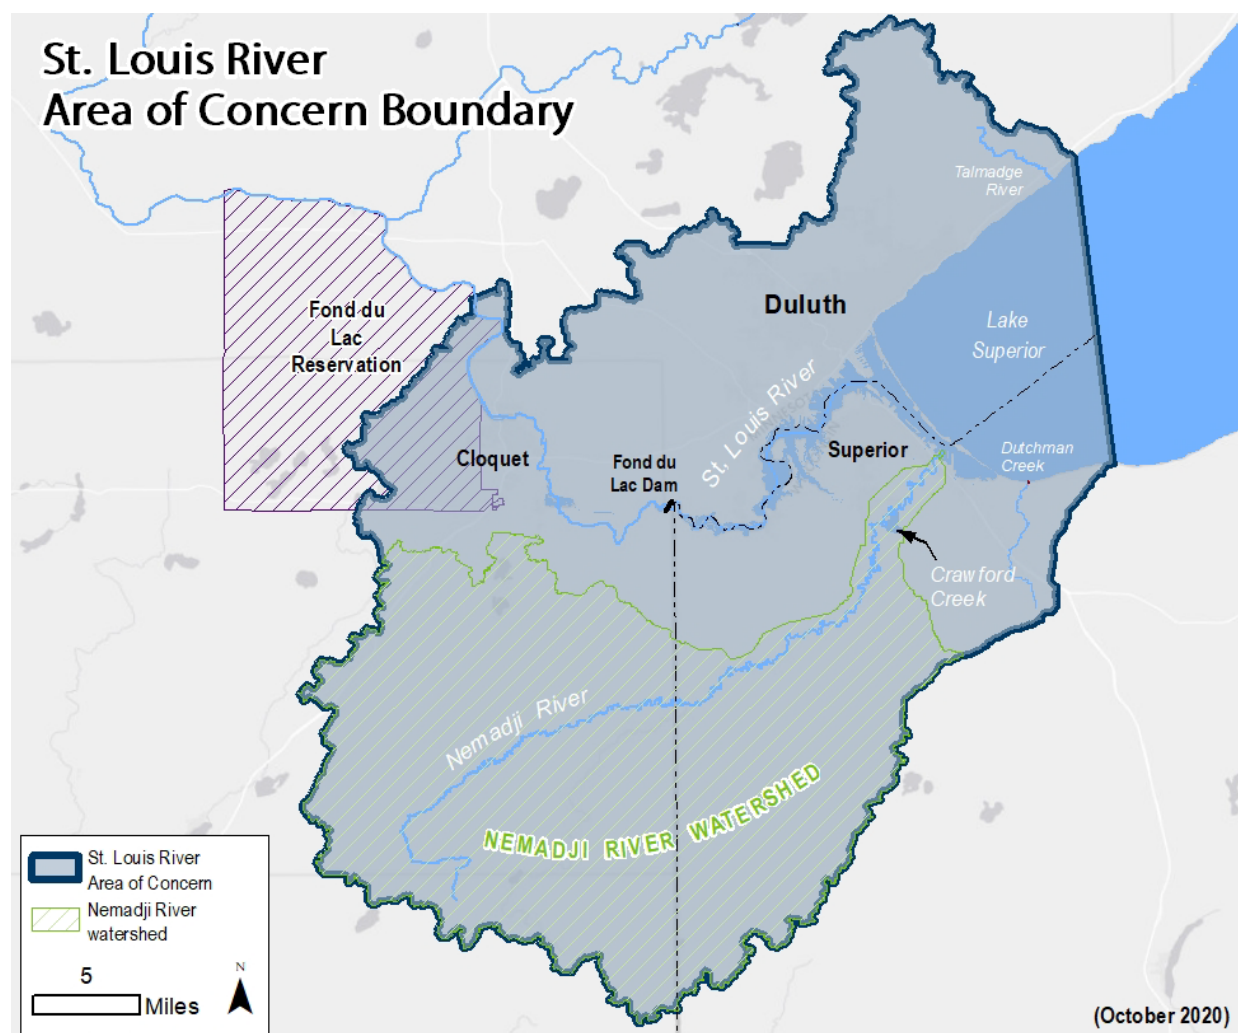 St. Louis River
Area of Concern Boundary
Talmadge
River
Duluth
Fond du
Lac
Reservation
Lake
Superior
St. Louis River
Cloquet
Fond du
Lac Dam
Superior
Dutchman
Creek
Crawford
Creek
Nemadji River
NEMADJI RIVER WATERSHED
St. Louis River
Area of Concern
Nemadji River
watershed
5
Miles
N
(October 2020)